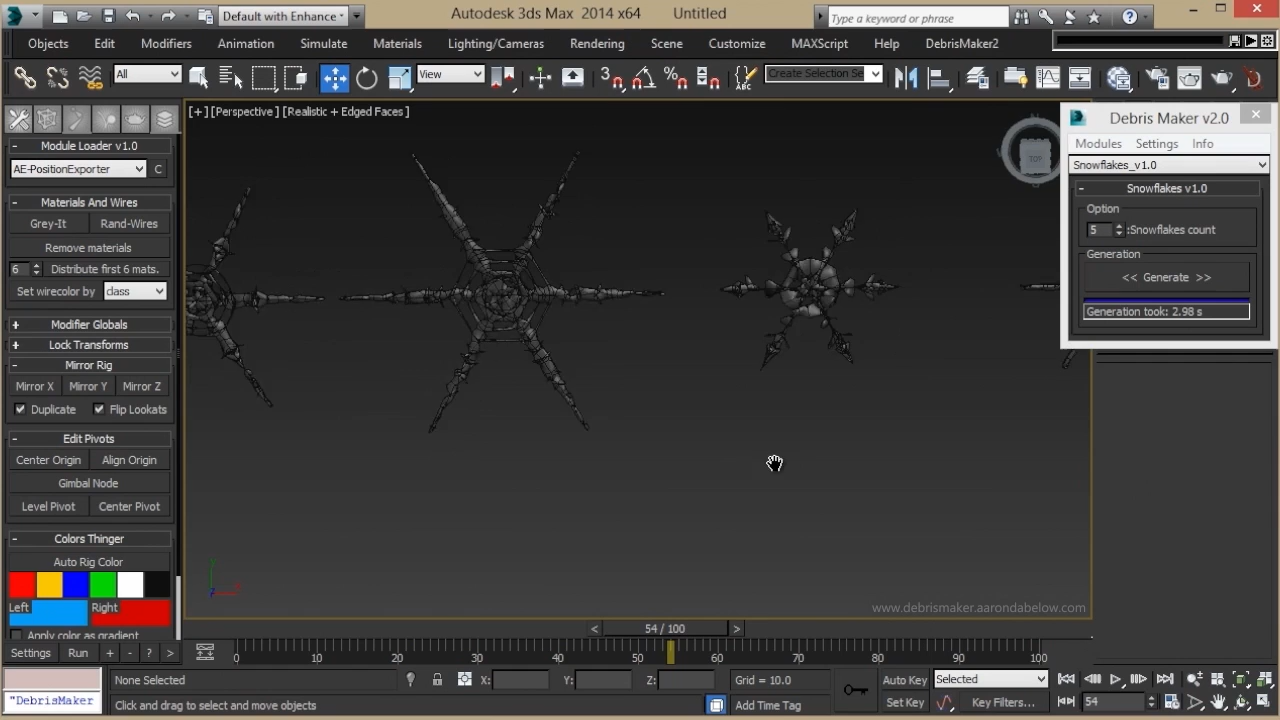 Default with Enhance
Autodesk 3ds Max 2014 x64 Untitled
Type a keyword or phrase
Objects Edit Modifiers Animation Simulate Materials Lighting/Cameras Rendering Scene Customize MAXScript Help DebrisMaker2
All View 3 ABC Create Selection Se
[+] [Perspective] [Realistic + Edged Faces]
TOP
Module Loader v1.0
AE-PositionExporter C
Materials And Wires
Grey-It Rand-Wires
Remove materials
6 Distribute first 6 mats.
Set wirecolor by class
Modifier Globals
Lock Transforms
Mirror Rig
Mirror X Mirror Y Mirror Z
Duplicate Flip Lookats
Edit Pivots
Center Origin Align Origin
Gimbal Node
Level Pivot Center Pivot
Colors Thinger
Auto Rig Color
Left Right
Apply color as gradient
Settings Run + - ? >
Debris Maker v2.0
Modules Settings Info
Snowflakes_v1.0
Snowflakes v1.0
Option
5 :Snowflakes count
Generation
<< Generate >>
Generation took: 2.98 s
www.debrismaker.aarondabelow.com
< 54 / 100 >
0 10 20 30 40 50 60 70 80 90 100
"DebrisMaker
None Selected X: Y: Z: Grid = 10.0
Click and drag to select and move objects Add Time Tag
Auto Key Selected
Set Key Key Filters... 54